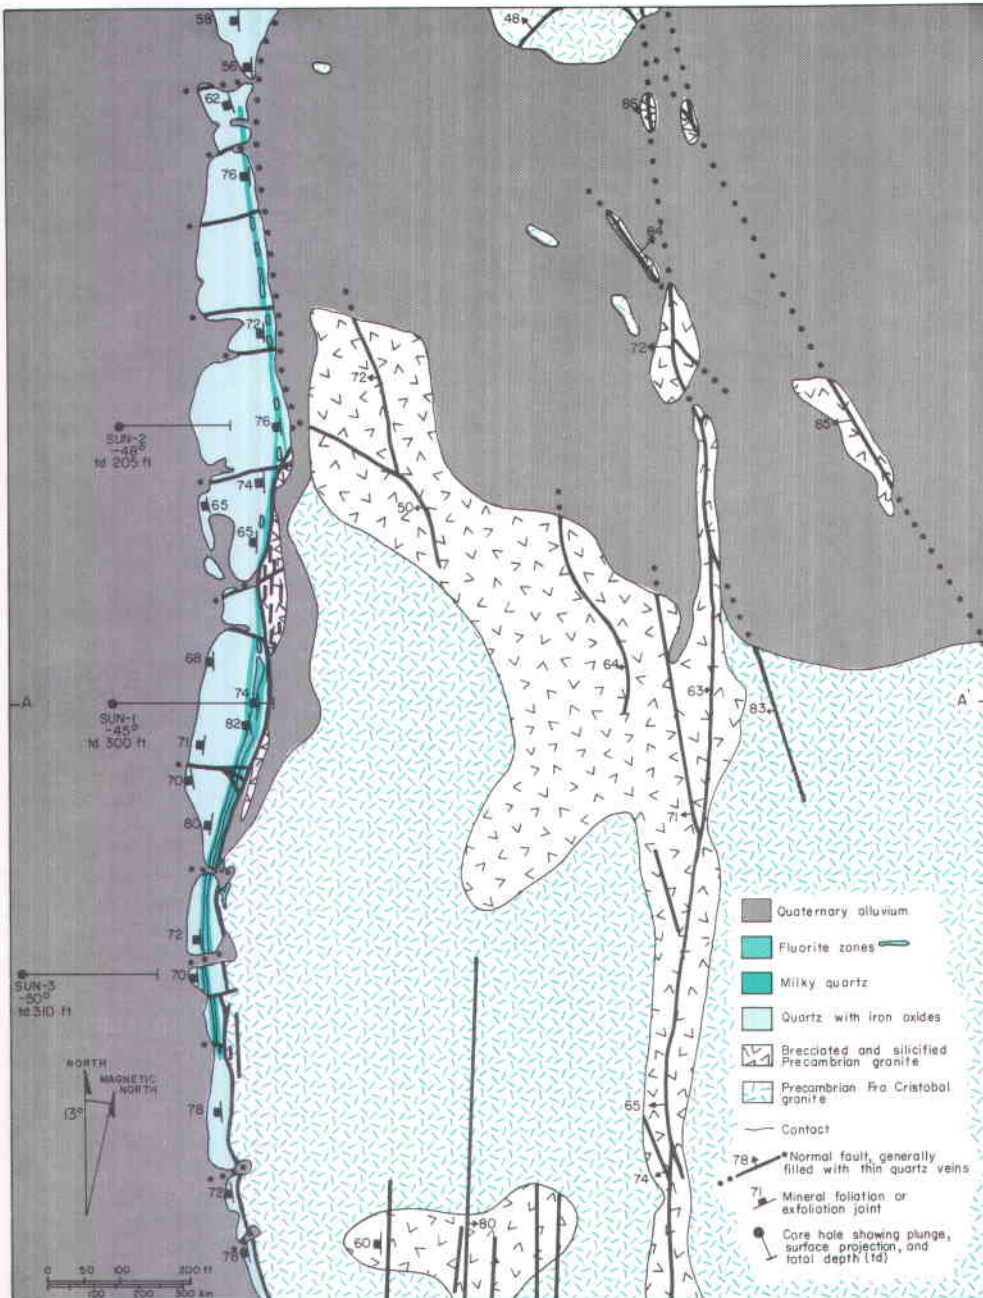 58
48
56
62
86
76
84
72
72
72
76
85
SUN-2
-48°
td 205 ft
74
65
50
65
68
64
63
74
A
A'
83
SUN-1
-45°
td 300 ft
82
71
70
71
80
72
70
SUN-3
-50°
td 310 ft
NORTH
MAGNETIC
NORTH
13°
78
65
74
72
80
60
78
0 50 100 200 ft
100 200 300 km
Quaternary alluvium
Fluorite zones
Milky quartz
Quartz with iron oxides
Brecciated and silicified
Precambrian granite
Precambrian Fra Cristobal
granite
Contact
78
Normal fault, generally
filled with thin quartz veins
71
Mineral foliation or
exfoliation joint
Core hole showing plunge,
surface projection, and
total depth (td)